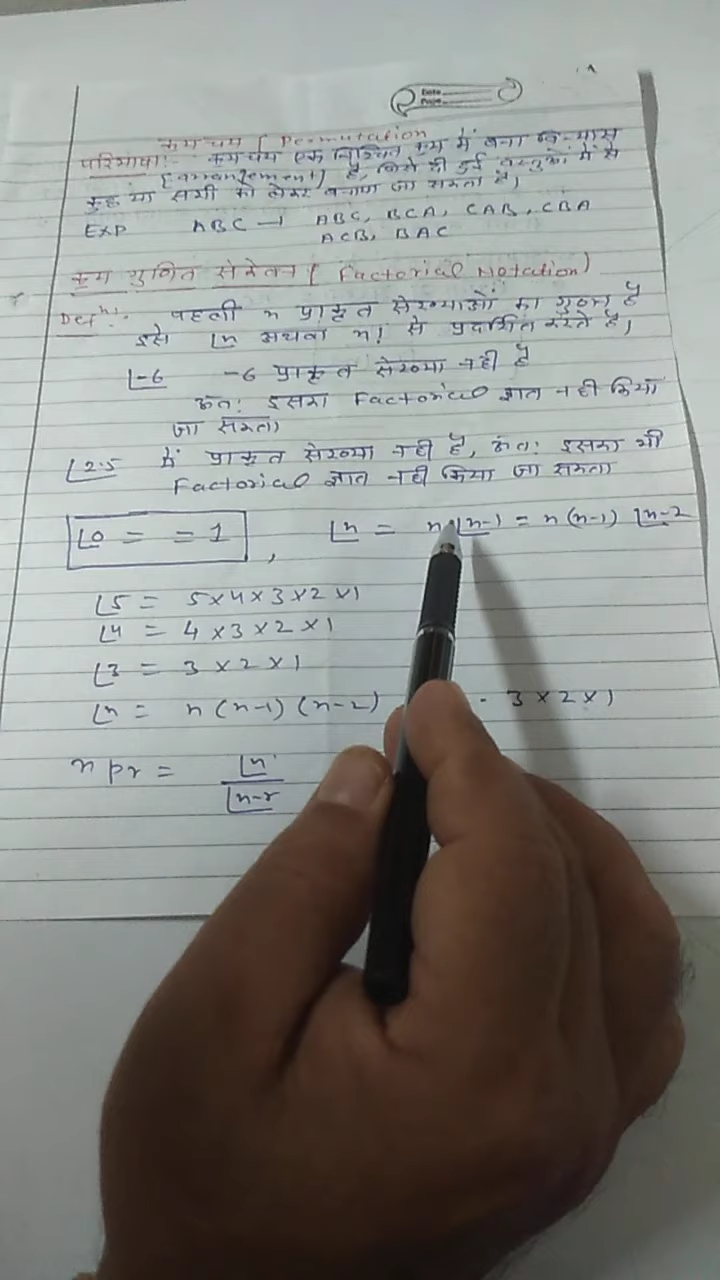 Date
Page
क्रमचय ( Permutation
परिभाषा:- क्रमचय एक निश्चित क्रम में बना विन्यास
(arrangement) है, जिसे दी हुई वस्तुओं में से
कुछ या सभी को लेकर बनाया जा सकता है,
EXP ABC → ABC, BCA, CAB, CBA
ACB, BAC
क्रम गुणित संकेतन ( Factorial Notation)
Defⁿ:- पहली n प्राकृत संख्याओं का गुणन है
इसे ⌊n अथवा n! से प्रदर्शित करते है,
⌊-6 -6 प्राकृत संख्या नही है
अत: इसका Factorial ज्ञात नही किया
जा सकता
⌊2.5 में प्राकृत संख्या नही है, अत: इसका भी
Factorial ज्ञात नही किया जा सकता
⌊0 = = 1 , ⌊n = n ⌊n-1 = n(n-1) ⌊n-2
⌊5 = 5×4×3×2×1
⌊4 = 4×3×2×1
⌊3 = 3×2×1
⌊n = n(n-1)(n-2) . 3×2×1
n p r = ⌊n
⌊n-r